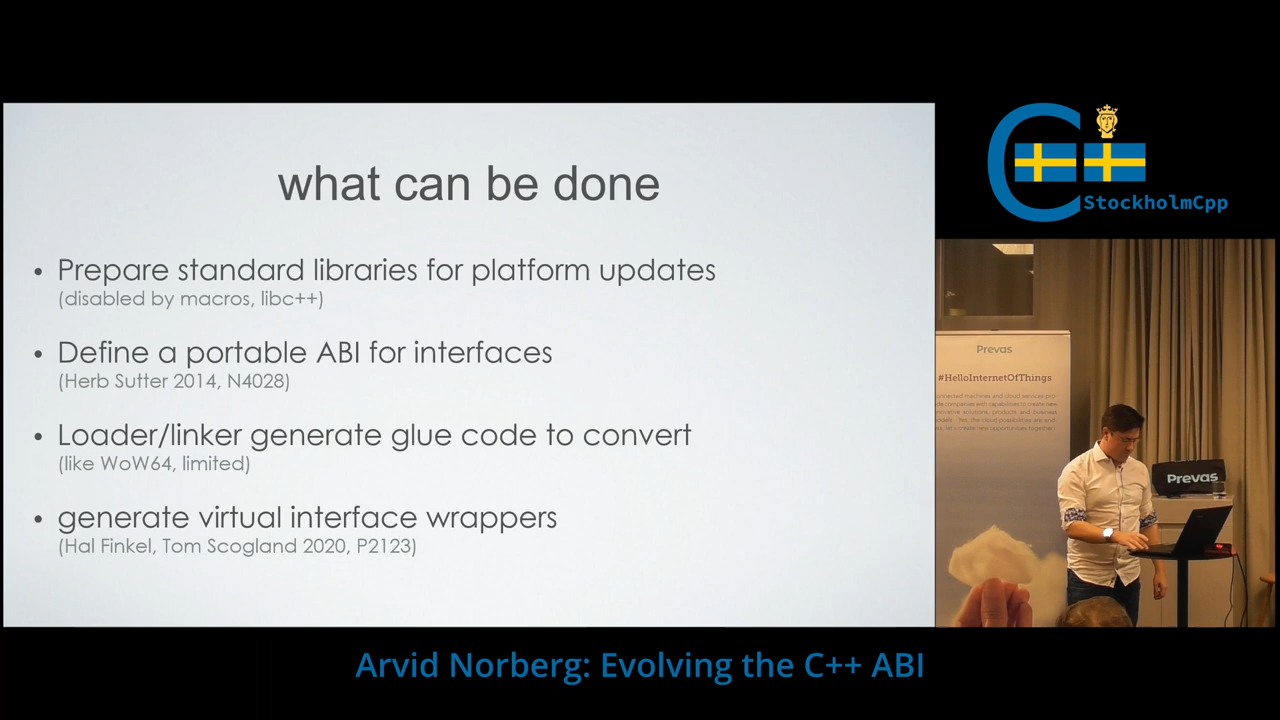 what can be done
• Prepare standard libraries for platform updates
(disabled by macros, libc++)
• Define a portable ABI for interfaces
(Herb Sutter 2014, N4028)
• Loader/linker generate glue code to convert
(like WoW64, limited)
• generate virtual interface wrappers
(Hal Finkel, Tom Scogland 2020, P2123)
C++
StockholmCpp
Prevas
#HelloInternetOfThings
Prevas
Arvid Norberg: Evolving the C++ ABI